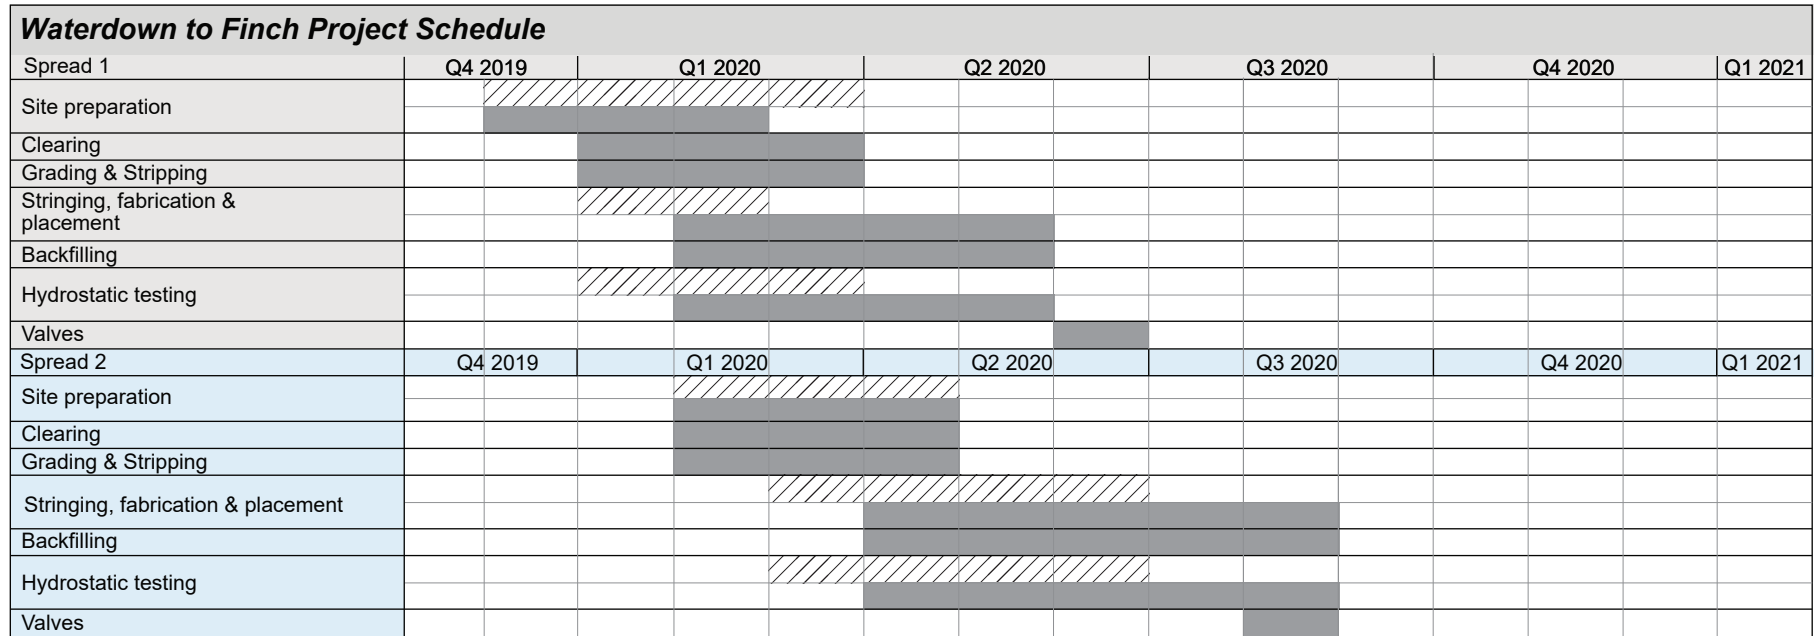 Waterdown to Finch Project Schedule
Spread 1 Q4 2019 Q1 2020 Q2 2020 Q3 2020 Q4 2020 Q1 2021
Site preparation
Clearing
Grading & Stripping
Stringing, fabrication &
placement
Backfilling
Hydrostatic testing
Valves
Spread 2 Q4 2019 Q1 2020 Q2 2020 Q3 2020 Q4 2020 Q1 2021
Site preparation
Clearing
Grading & Stripping
Stringing, fabrication & placement
Backfilling
Hydrostatic testing
Valves